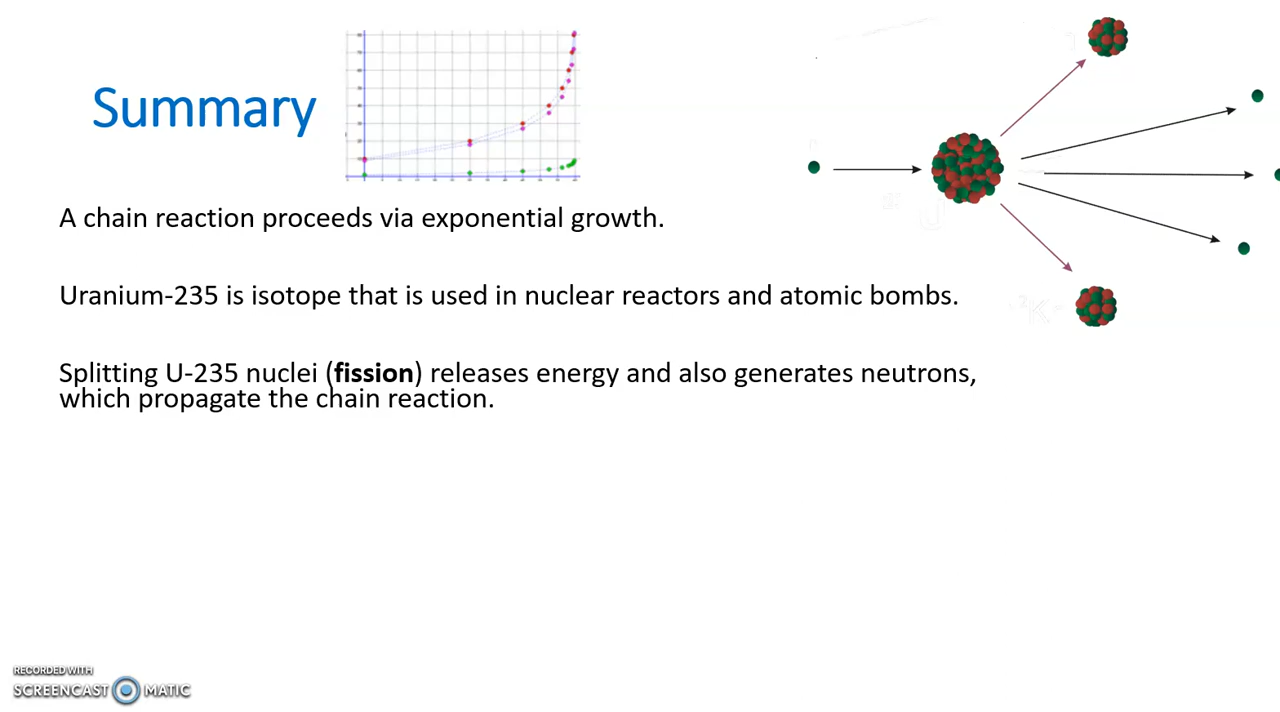 Summary
A chain reaction proceeds via exponential growth.
Uranium-235 is isotope that is used in nuclear reactors and atomic bombs.
Splitting U-235 nuclei (fission) releases energy and also generates neutrons,
which propagate the chain reaction.
RECORDED WITH
SCREENCAST MATIC